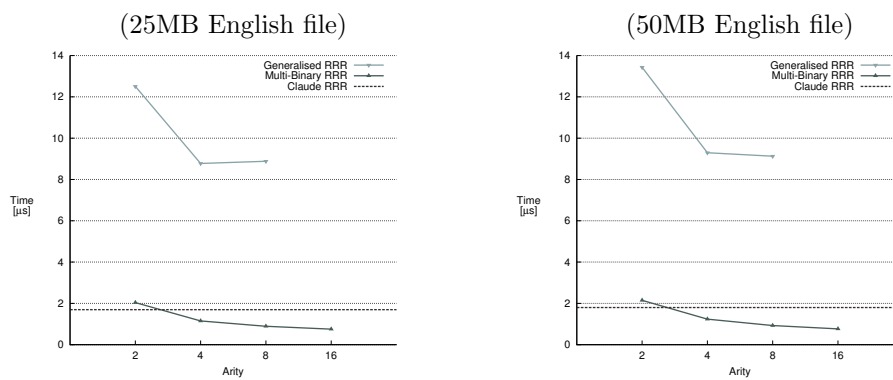 (25MB English file)
14
12
10
8
6
4
2
0
Time
[µs]
Generalised RRR
Multi-Binary RRR
Claude RRR
2 4 8 16
Arity
(50MB English file)
14
12
10
8
6
4
2
0
Time
[µs]
Generalised RRR
Multi-Binary RRR
Claude RRR
2 4 8 16
Arity